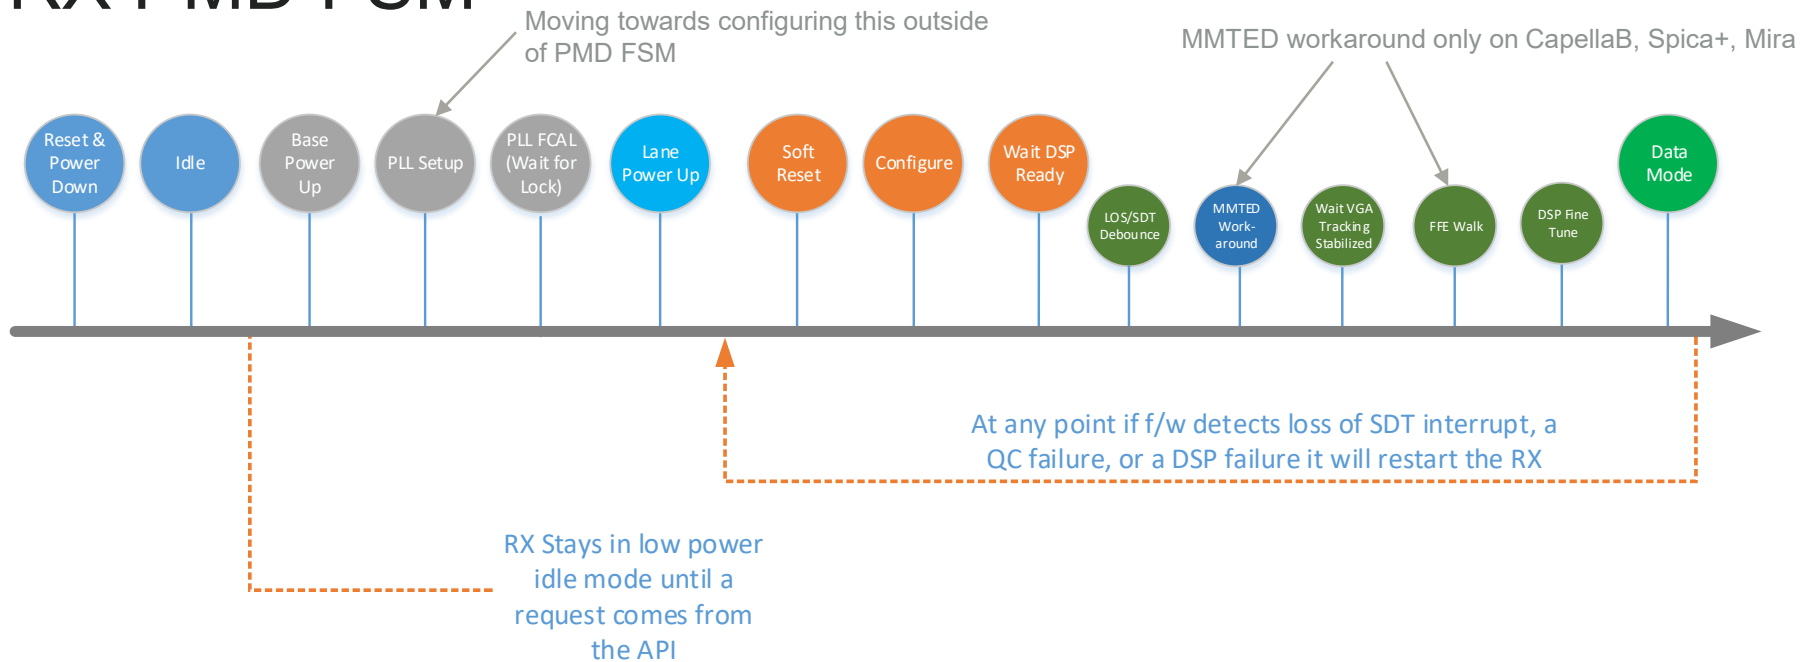 RX PMD FSM
Moving towards configuring this outside
of PMD FSM
MMTED workaround only on CapellaB, Spica+, Mira
Reset &
Power
Down
Idle
Base
Power
Up
PLL Setup
PLL FCAL
(Wait for
Lock)
Lane
Power Up
Soft
Reset
Configure
Wait DSP
Ready
LOS/SDT
Debounce
MMTED
Work-
around
Wait VGA
Tracking
Stabilized
FFE Walk
DSP Fine
Tune
Data
Mode
At any point if f/w detects loss of SDT interrupt, a
QC failure, or a DSP failure it will restart the RX
RX Stays in low power
idle mode until a
request comes from
the API